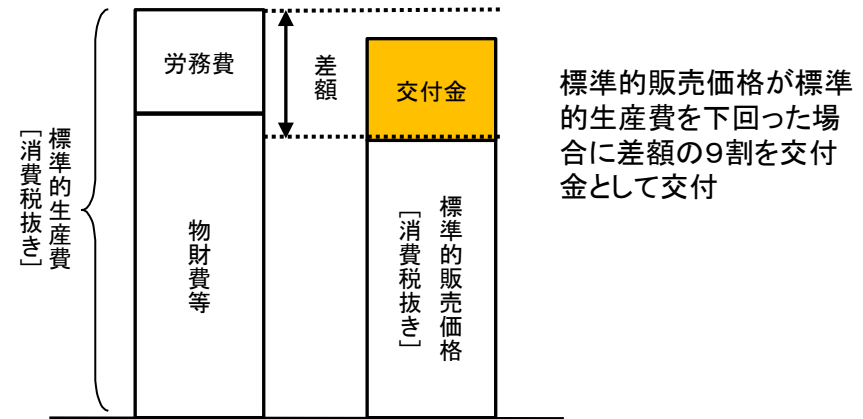 標準的生産費
［消費税抜き］
労務費
物財費等
差額
交付金
標準的販売価格
［消費税抜き］
標準的販売価格が標準
的生産費を下回った場
合に差額の９割を交付
金として交付